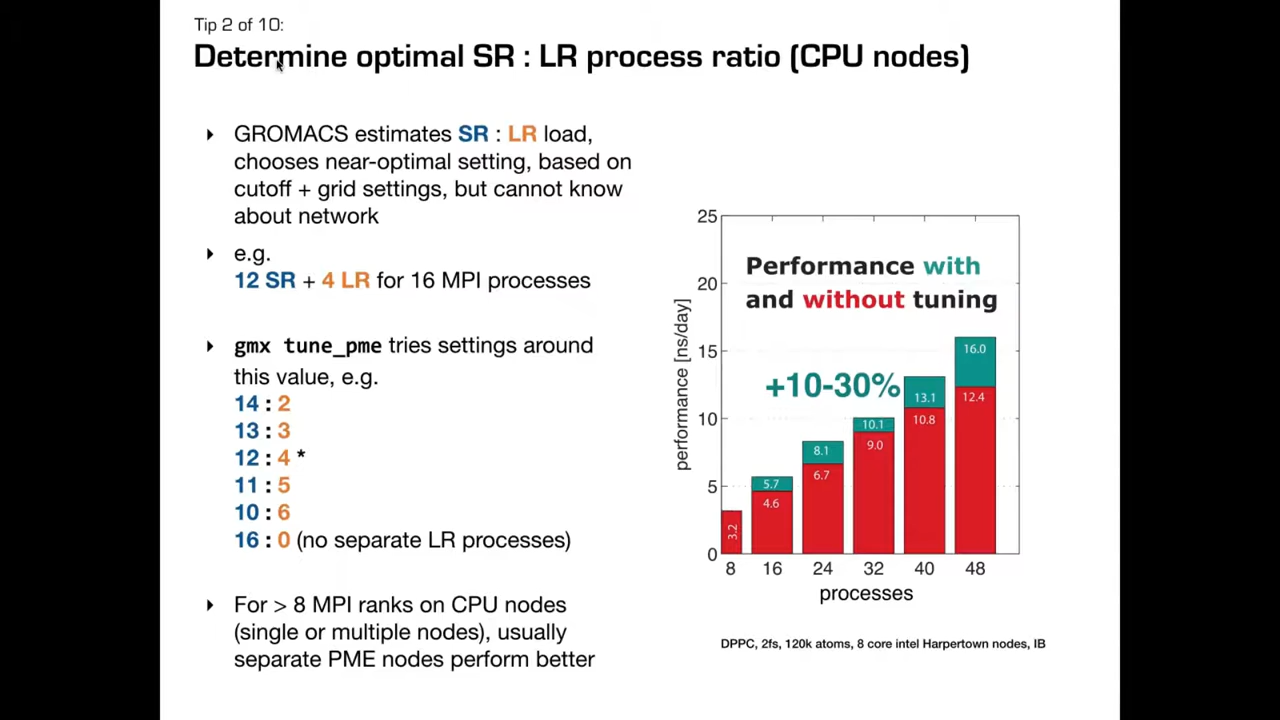 Tip 2 of 10:
Determine optimal SR : LR process ratio (CPU nodes)
GROMACS estimates SR : LR load,
chooses near-optimal setting, based on
cutoff + grid settings, but cannot know
about network
e.g.
12 SR + 4 LR for 16 MPI processes
gmx tune_pme tries settings around
this value, e.g.
14 : 2
13 : 3
12 : 4 *
11 : 5
10 : 6
16 : 0 (no separate LR processes)
For > 8 MPI ranks on CPU nodes
(single or multiple nodes), usually
separate PME nodes perform better
25
20
15
10
5
0
performance [ns/day]
Performance with
and without tuning
+10-30%
3.2
5.7
4.6
8.1
6.7
10.1
9.0
13.1
10.8
16.0
12.4
8 16 24 32 40 48
processes
DPPC, 2fs, 120k atoms, 8 core intel Harpertown nodes, IB